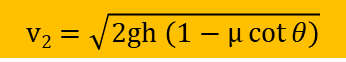 v₂ = √2gh (1 − μ cot θ)